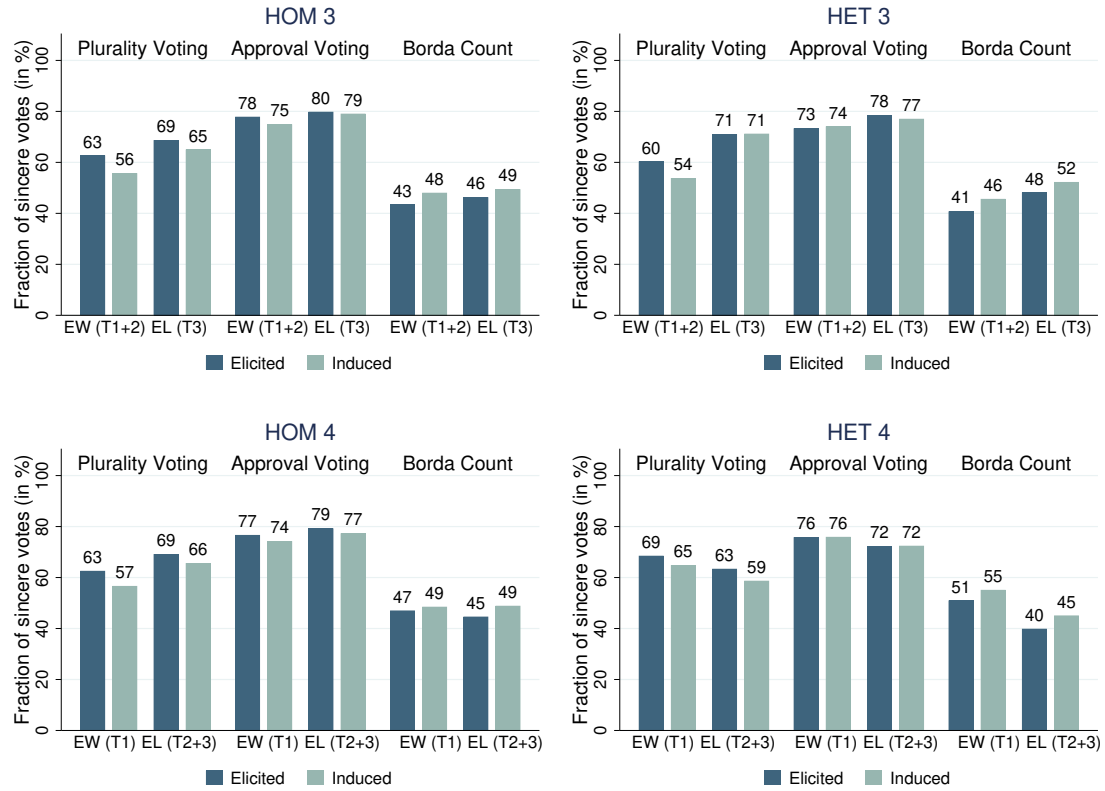 HOM 3
Plurality Voting Approval Voting Borda Count
Fraction of sincere votes (in %)
0 20 40 60 80 100
63 56 69 65 78 75 80 79 43 48 46 49
EW (T1+2) EL (T3) EW (T1+2) EL (T3) EW (T1+2) EL (T3)
Elicited Induced
HET 3
Plurality Voting Approval Voting Borda Count
Fraction of sincere votes (in %)
0 20 40 60 80 100
60 54 71 71 73 74 78 77 41 46 48 52
EW (T1+2) EL (T3) EW (T1+2) EL (T3) EW (T1+2) EL (T3)
Elicited Induced
HOM 4
Plurality Voting Approval Voting Borda Count
Fraction of sincere votes (in %)
0 20 40 60 80 100
63 57 69 66 77 74 79 77 47 49 45 49
EW (T1) EL (T2+3) EW (T1) EL (T2+3) EW (T1) EL (T2+3)
Elicited Induced
HET 4
Plurality Voting Approval Voting Borda Count
Fraction of sincere votes (in %)
0 20 40 60 80 100
69 65 63 59 76 76 72 72 51 55 40 45
EW (T1) EL (T2+3) EW (T1) EL (T2+3) EW (T1) EL (T2+3)
Elicited Induced